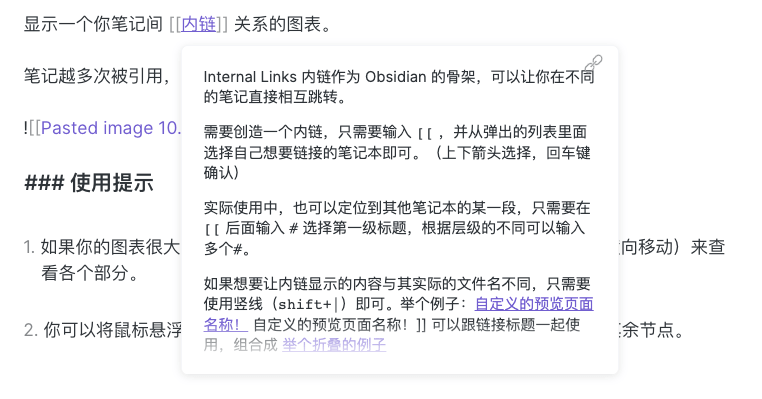 显示一个你笔记间 [[内链]] 关系的图表。
笔记越多次被引用，
![[Pasted image 10.
### 使用提示
1. 如果你的图表很大
向移动）来查
看各个部分。
2. 你可以将鼠标悬浮
余节点。
Internal Links 内链作为 Obsidian 的骨架，可以让你在不同
的笔记直接相互跳转。
需要创造一个内链，只需要输入 [[ ，并从弹出的列表里面
选择自己想要链接的笔记本即可。（上下箭头选择，回车键
确认）
实际使用中，也可以定位到其他笔记本的某一段，只需要在
[[ 后面输入 # 选择第一级标题，根据层级的不同可以输入
多个#。
如果想要让内链显示的内容与其实际的文件名不同，只需要
使用竖线（shift+|）即可。举个例子：自定义的预览页面
名称！ 自定义的预览页面名称！]] 可以跟链接标题一起使
用，组合成 举个折叠的例子